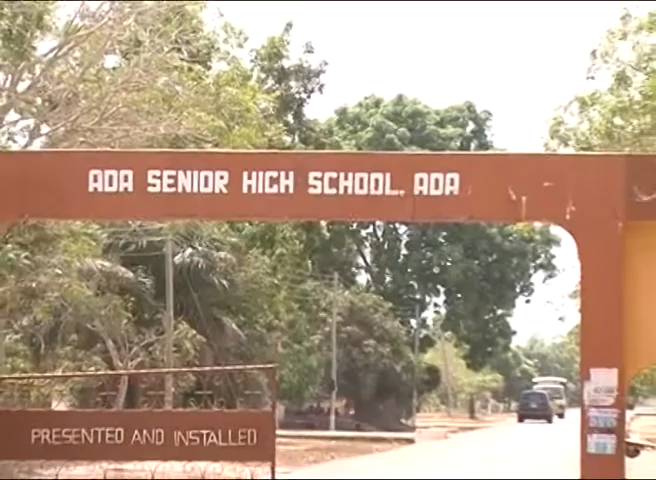 ADA SENIOR HIGH SCHOOL, ADA
PRESENTED AND INSTALLED